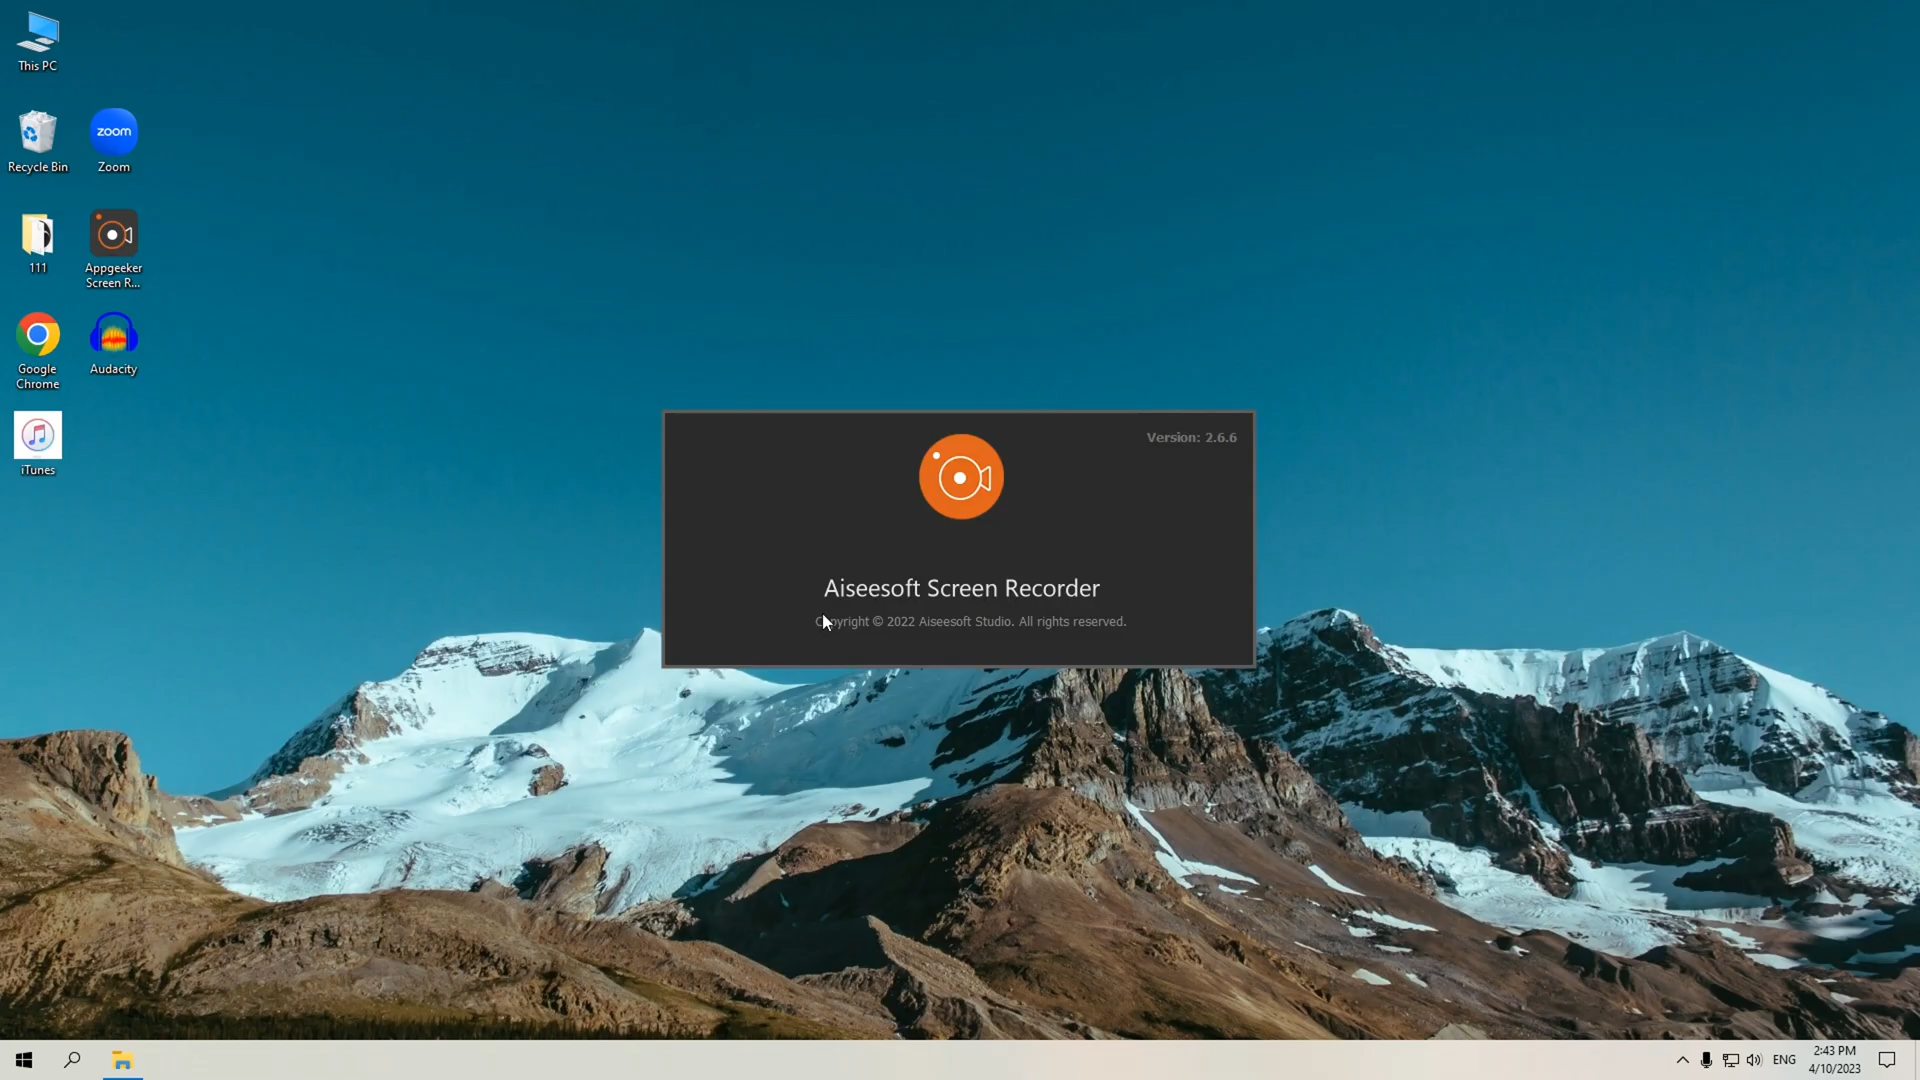 This PC
Recycle Bin
zoom
Zoom
111
Appgeeker
Screen R...
Google
Chrome
Audacity
iTunes
Version: 2.6.6
Aiseesoft Screen Recorder
Copyright © 2022 Aiseesoft Studio. All rights reserved.
ENG
2:43 PM
4/10/2023